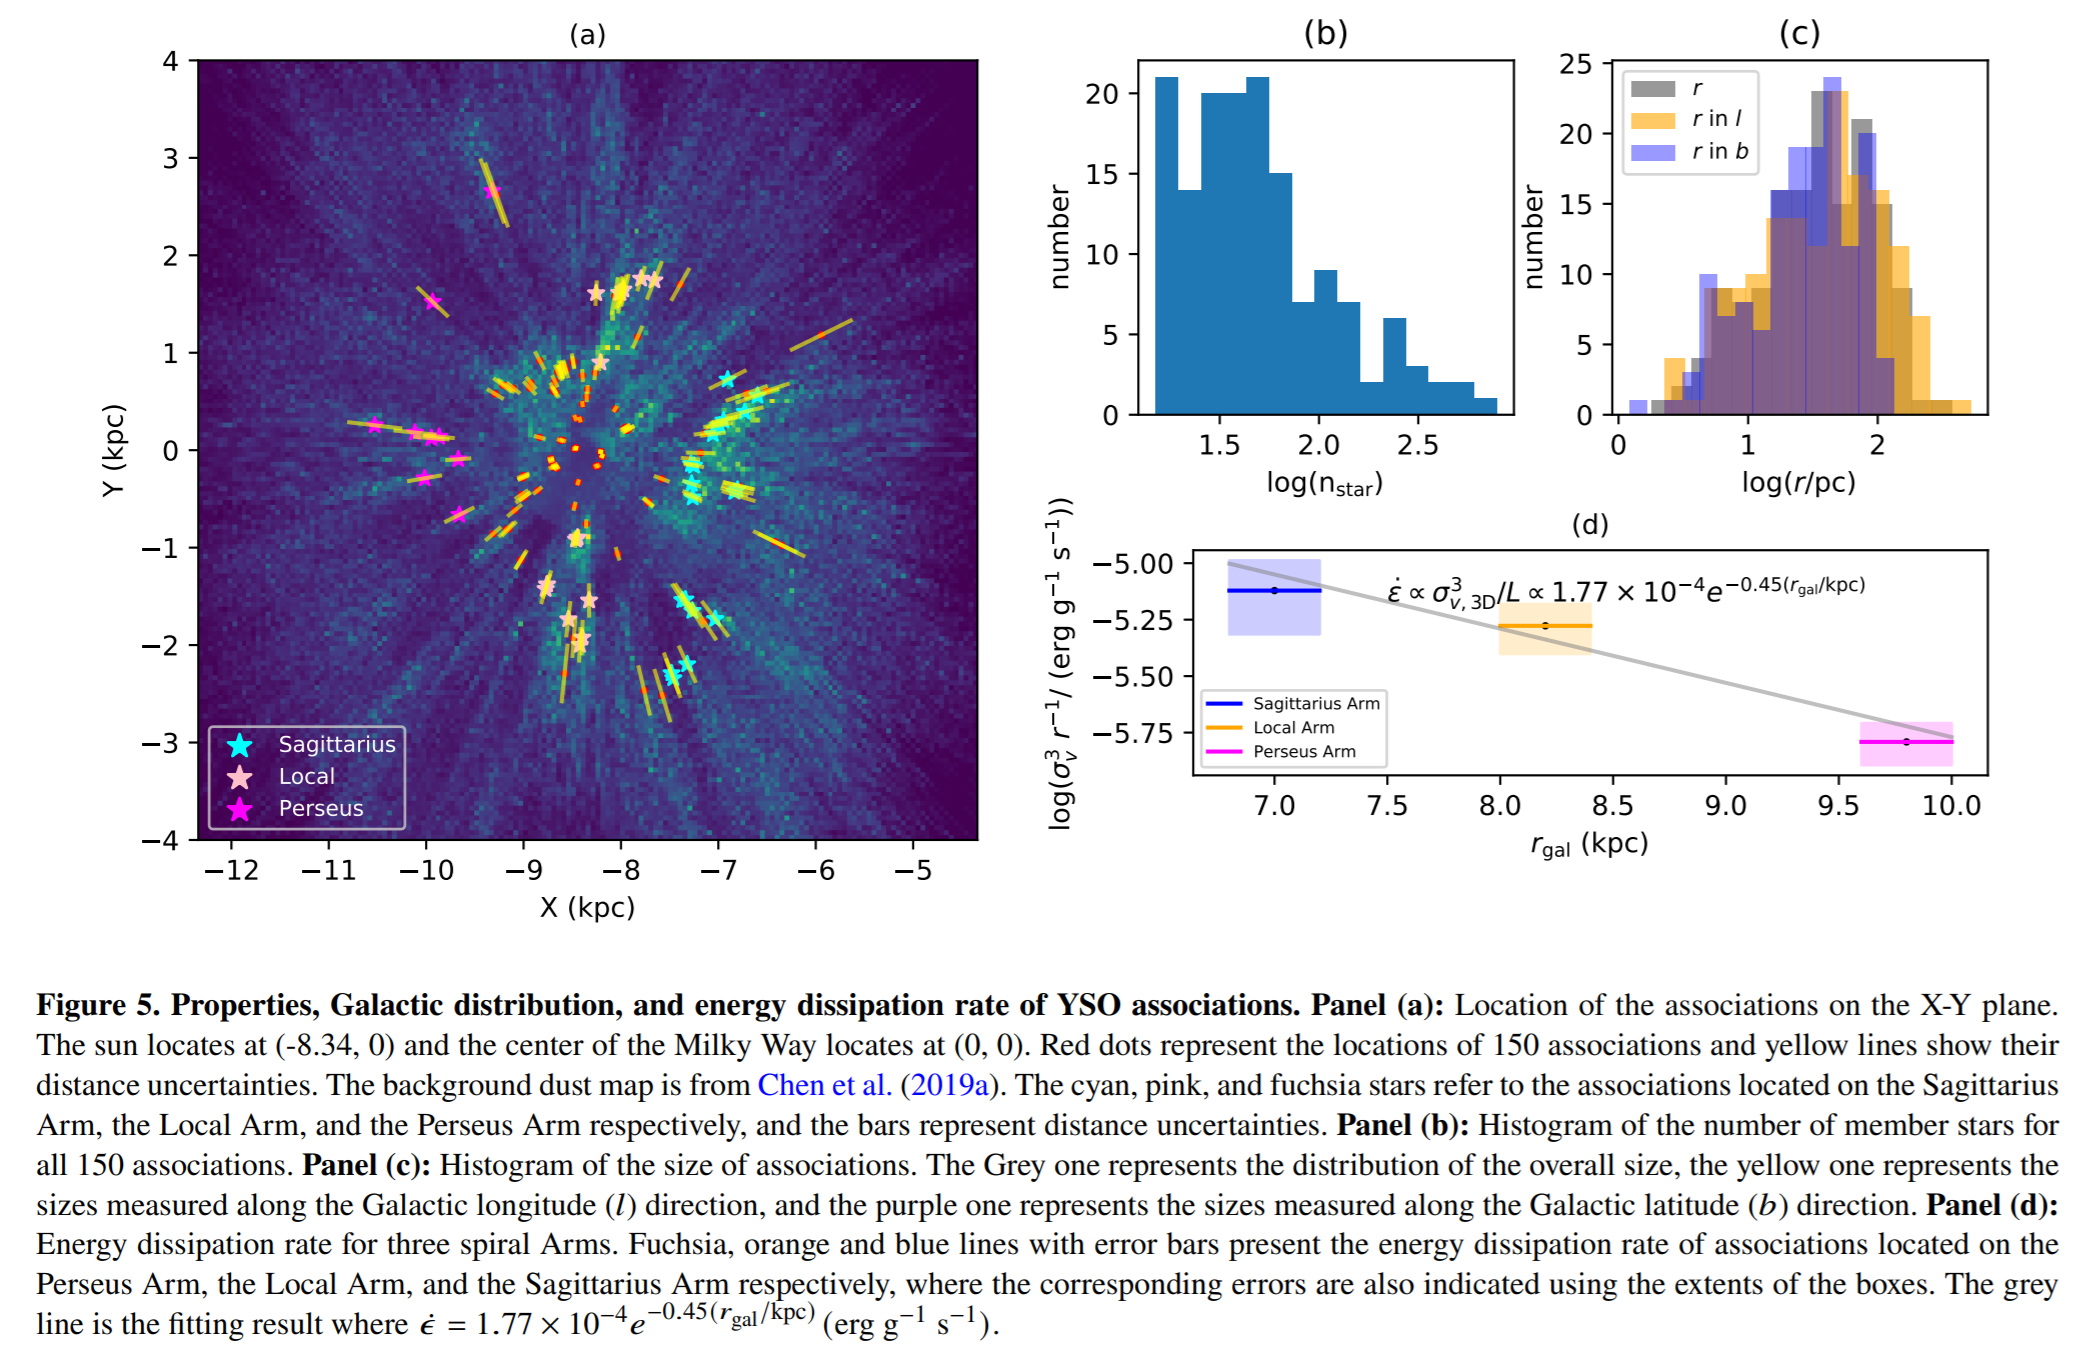 (a)
4
3
2
1
0
−1
−2
−3
−4
Y (kpc)
−12 −11 −10 −9 −8 −7 −6 −5
X (kpc)
Sagittarius
Local
Perseus
(b)
20
15
10
5
0
number
1.5 2.0 2.5
log(n_star)
(c)
25
20
15
10
5
0
number
r
r in l
r in b
0 1 2
log(r/pc)
(d)
−5.00
−5.25
−5.50
−5.75
log(σ_v^3 r^−1/ (erg g^−1 s^−1))
ϵ̇ ∝ σ^3_v, 3D/L ∝ 1.77 × 10^−4 e^−0.45(r_gal/kpc)
Sagittarius Arm
Local Arm
Perseus Arm
7.0 7.5 8.0 8.5 9.0 9.5 10.0
r_gal (kpc)
Figure 5. Properties, Galactic distribution, and energy dissipation rate of YSO associations. Panel (a): Location of the associations on the X-Y plane.
The sun locates at (-8.34, 0) and the center of the Milky Way locates at (0, 0). Red dots represent the locations of 150 associations and yellow lines show their
distance uncertainties. The background dust map is from Chen et al. (2019a). The cyan, pink, and fuchsia stars refer to the associations located on the Sagittarius
Arm, the Local Arm, and the Perseus Arm respectively, and the bars represent distance uncertainties. Panel (b): Histogram of the number of member stars for
all 150 associations. Panel (c): Histogram of the size of associations. The Grey one represents the distribution of the overall size, the yellow one represents the
sizes measured along the Galactic longitude (l) direction, and the purple one represents the sizes measured along the Galactic latitude (b) direction. Panel (d):
Energy dissipation rate for three spiral Arms. Fuchsia, orange and blue lines with error bars present the energy dissipation rate of associations located on the
Perseus Arm, the Local Arm, and the Sagittarius Arm respectively, where the corresponding errors are also indicated using the extents of the boxes. The grey
line is the fitting result where ϵ̇ = 1.77 × 10^−4 e^−0.45(r_gal/kpc) (erg g^−1 s^−1).